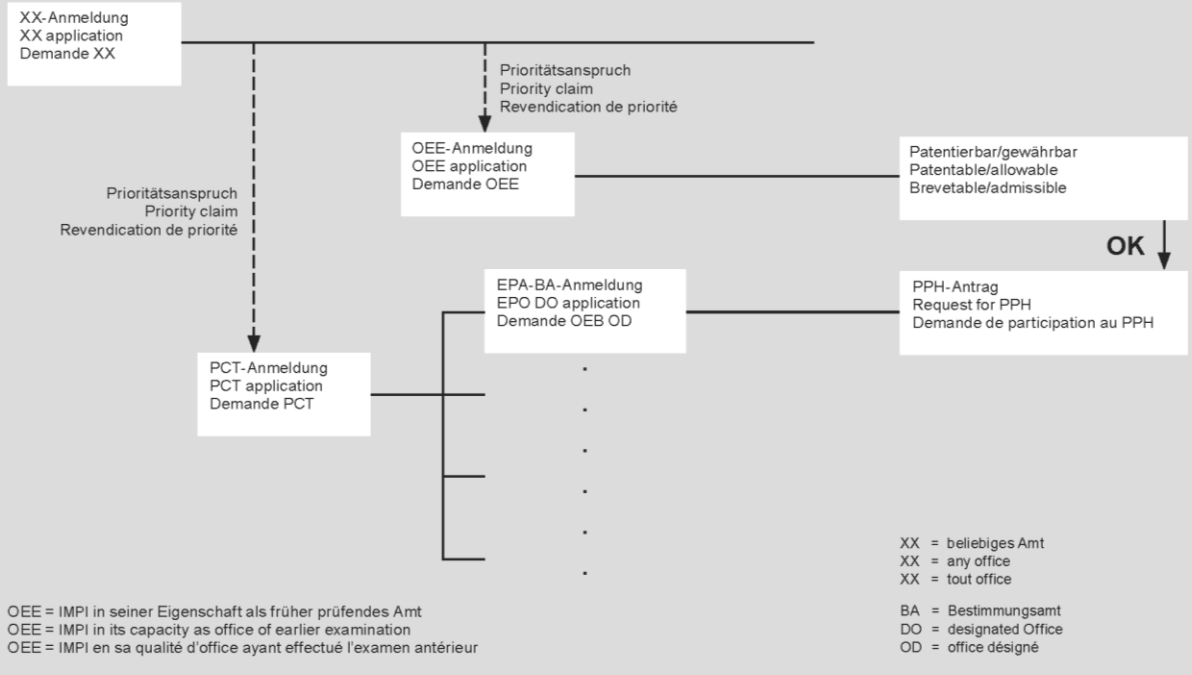 XX-Anmeldung
XX application
Demande XX
Prioritätsanspruch
Priority claim
Revendication de priorité
OEE-Anmeldung
OEE application
Demande OEE
Patentierbar/gewährbar
Patentable/allowable
Brevetable/admissible
Prioritätsanspruch
Priority claim
Revendication de priorité
OK
EPA-BA-Anmeldung
EPO DO application
Demande OEB OD
PPH-Antrag
Request for PPH
Demande de participation au PPH
PCT-Anmeldung
PCT application
Demande PCT
XX = beliebiges Amt
XX = any office
XX = tout office
BA = Bestimmungsamt
DO = designated Office
OD = office désigné
OEE = IMPI in seiner Eigenschaft als früher prüfendes Amt
OEE = IMPI in its capacity as office of earlier examination
OEE = IMPI en sa qualité d'office ayant effectué l'examen antérieur